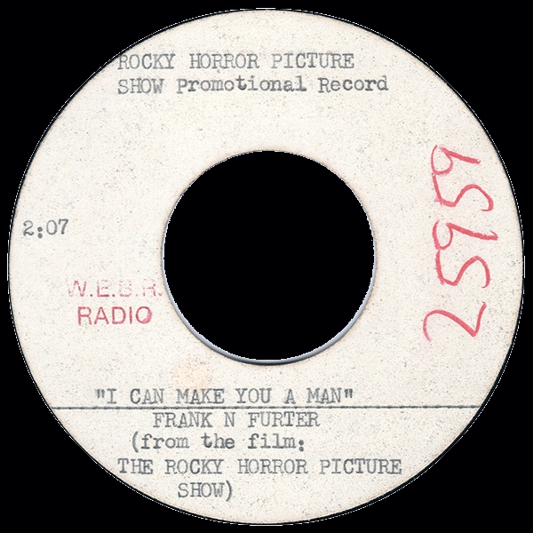 ROCKY HORROR PICTURE
SHOW Promotional Record
2:07
25959
W.E.B.R.
RADIO
"I CAN MAKE YOU A MAN"
FRANK N FURTER
(from the film:
THE ROCKY HORROR PICTURE
SHOW)